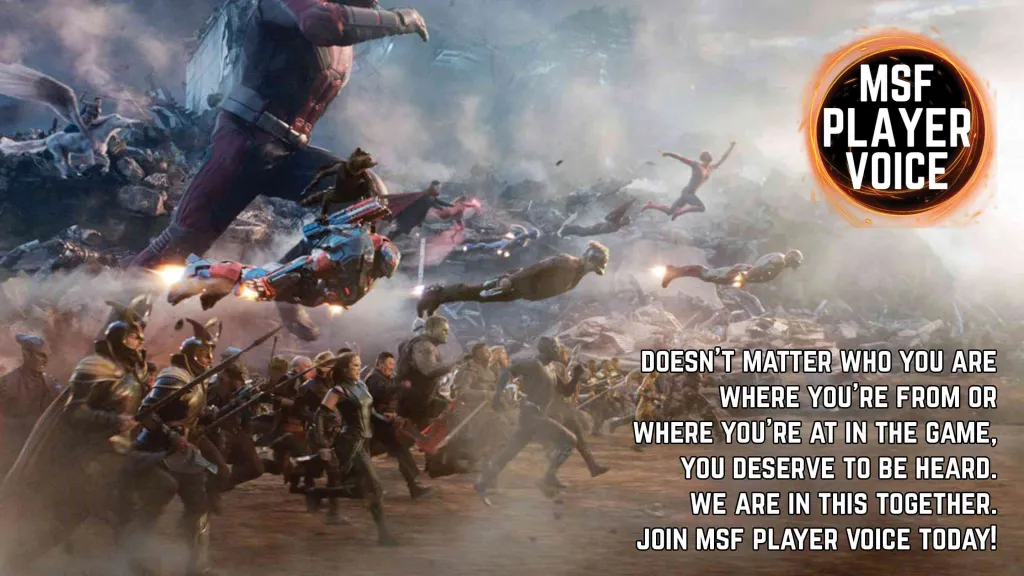 MSF
PLAYER
VOICE
DOESN'T MATTER WHO YOU ARE
WHERE YOU'RE FROM OR
WHERE YOU'RE AT IN THE GAME,
YOU DESERVE TO BE HEARD.
WE ARE IN THIS TOGETHER.
JOIN MSF PLAYER VOICE TODAY!